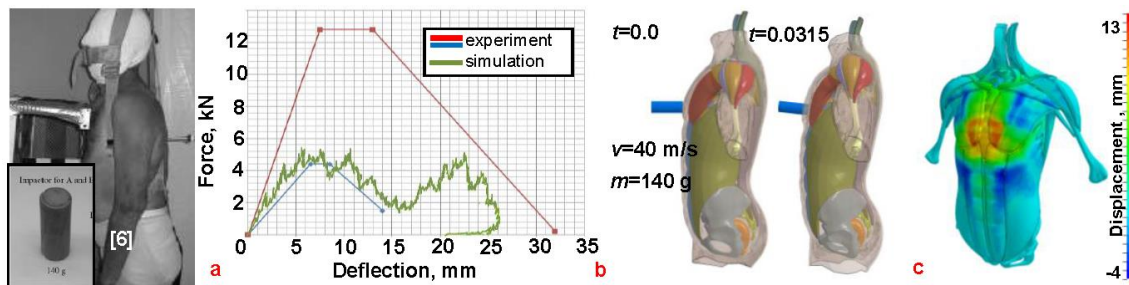 Impactor for A and
140 g
[6]
a
Force, kN
12
10
8
6
4
2
experiment
simulation
0 5 10 15 20 25 30 35
Deflection, mm
b
t=0.0
t=0.0315
v=40 m/s
m=140 g
c
13
Displacement, mm
-4